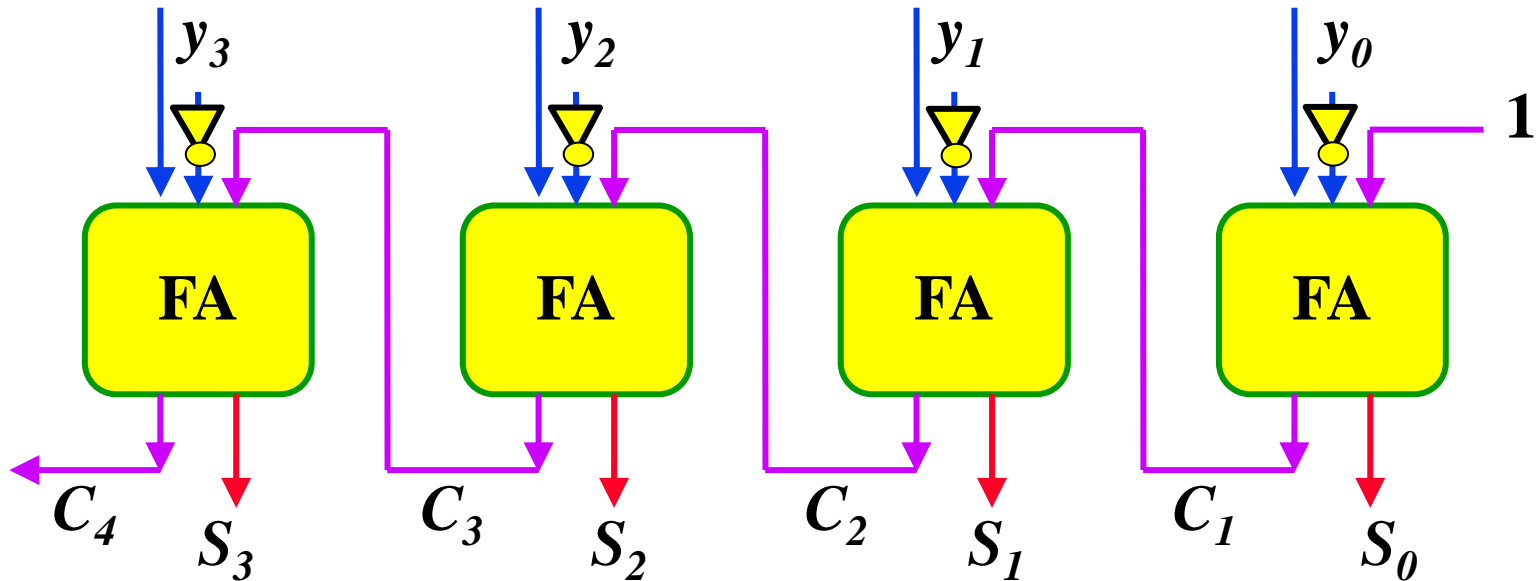 y₃ y₂ y₁ y₀
1
FA FA FA FA
C₄ C₃ C₂ C₁
S₃ S₂ S₁ S₀